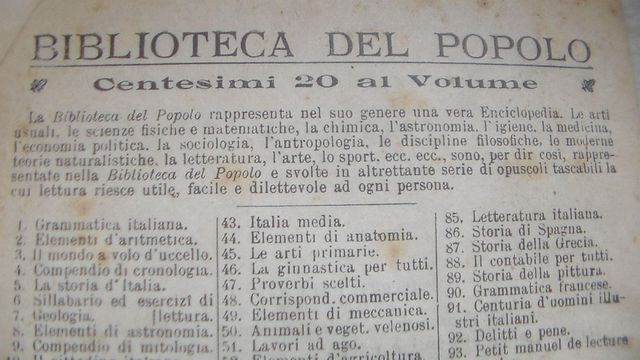 BIBLIOTECA DEL POPOLO
Centesimi 20 al Volume
La Biblioteca del Popolo rappresenta nel suo genere una vera Enciclopedia. Le arti
usuali, le scienze fisiche e matematiche, la chimica, l'astronomia, l'igiene, la medicina,
l'economia politica, la sociologia, l'antropologia, le discipline filosofiche, le moderne
teorie naturalistiche, la letteratura, l'arte, lo sport. ecc. ecc., sono, per dir così, rappre-
sentate nella Biblioteca del Popolo e svolte in altrettante serie di opuscoli tascabili la
cui lettura riesce utile, facile e dilettevole ad ogni persona.
1. Grammatica italiana.
2. Elementi d'aritmetica.
3. Il mondo a volo d'uccello.
4. Compendio di cronologia.
5. La storia d'Italia.
6 Sillabario ed esercizi di
7. Geologia. [lettura.
8. Elementi di astronomia.
9. Compendio di mitologia.
43. Italia media.
44. Elementi di anatomia.
45. Le arti primarie.
46. La ginnastica per tutti.
47. Proverbi scelti.
48. Corrispond. commerciale.
49. Elementi di meccanica.
50. Animali e veget. velenosi.
51. Lavori ad ago.
52. Elementi d'agraria.
85. Letteratura italiana.
86. Storia di Spagna.
87. Storia della Grecia.
88. Il contabile per tutti.
89. Storia della pittura.
90. Grammatica francese.
91. Centuria d'uomini illu-
stri italiani.
92. Delitti e pene.
93. Petit manuel de lecture